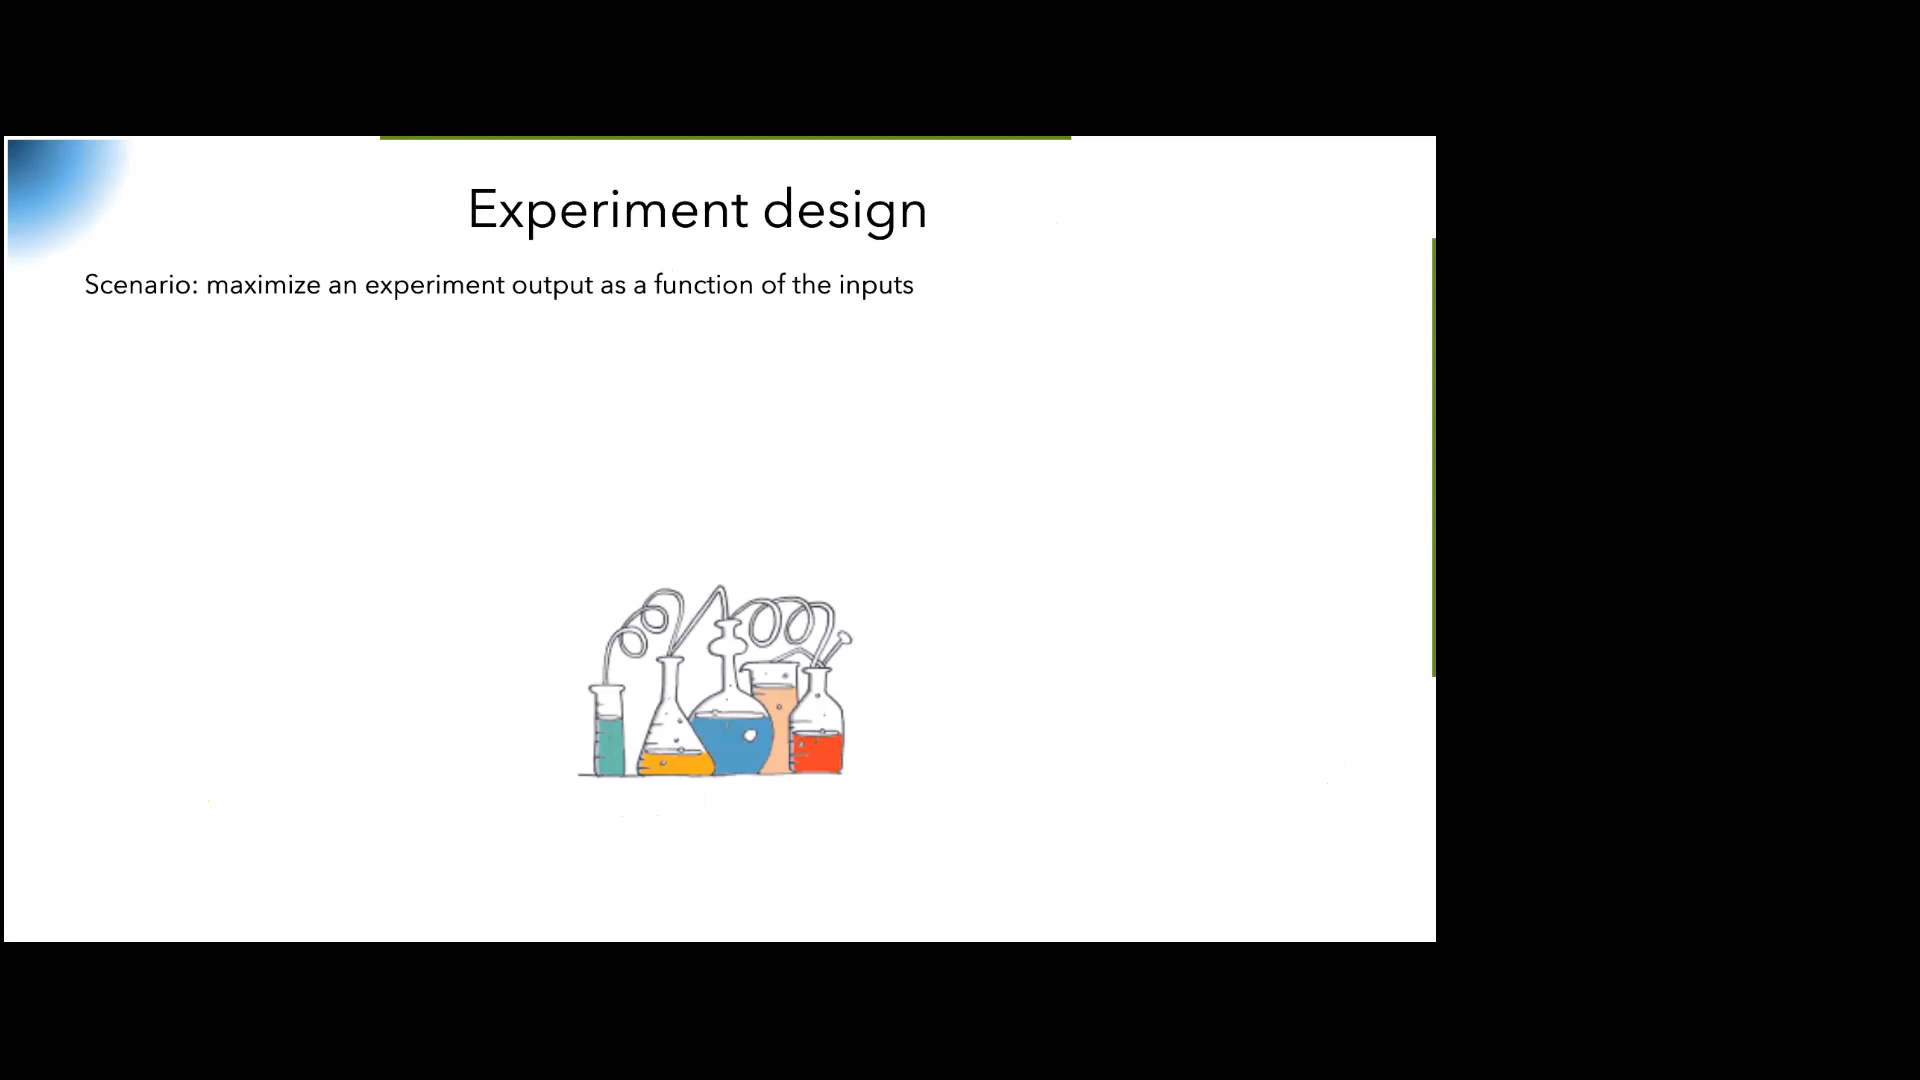 Experiment design
Scenario: maximize an experiment output as a function of the inputs